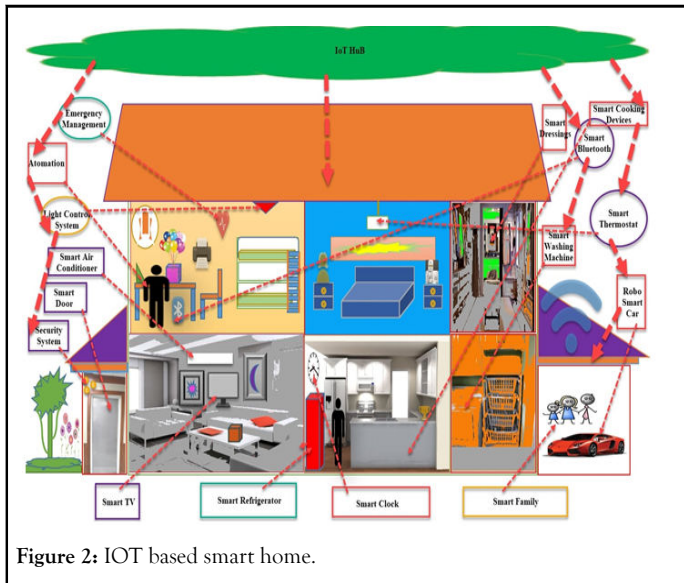 IoT HuB
Emergency
Management
Smart
Dressings
Smart Cooking
Devices
Smart
Bluetooth
Atomation
Light Control
System
Smart
Thermostat
Smart Air
Conditioner
Smart
Washing
Machine
Smart
Door
Robo
Smart
Car
Security
System
Smart TV
Smart Refrigerator
Smart Clock
Smart Family
Figure 2: IOT based smart home.